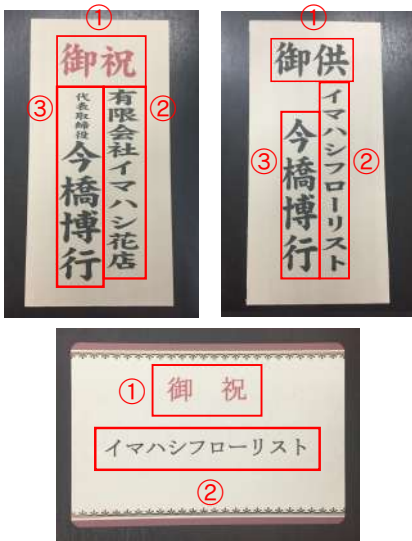 ①
御祝
②
有限会社イマハシ花店
③
代表取締役 今橋博行
①
御供
②
イマハシフローリスト
③
今橋博行
①
御 祝
イマハシフローリスト
②